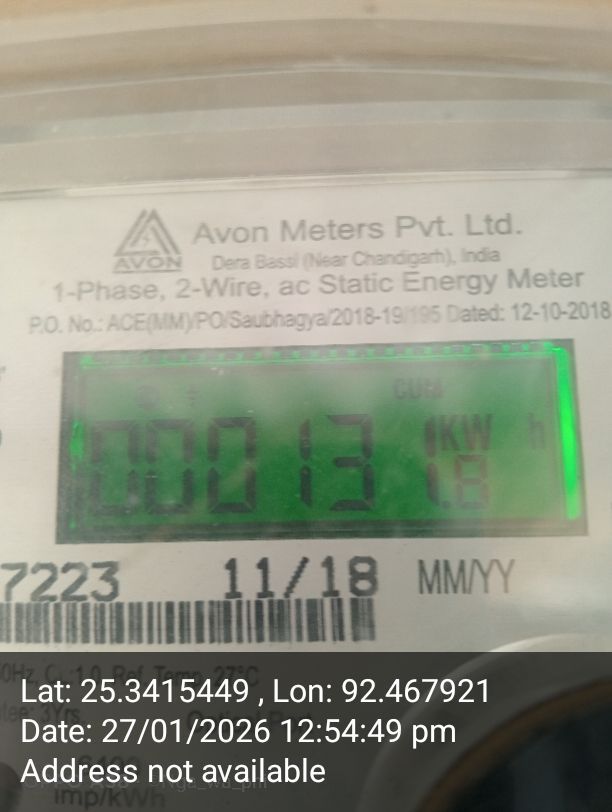 AVON
Avon Meters Pvt. Ltd.
Dera Bassi (Near Chandigarh), India
1-Phase, 2-Wire, ac Static Energy Meter
P.O. No.: ACE(MM)/PO/Saubhagya/2018-19/195 Dated: 12-10-2018
CUM
000131.8 KW h
7223 11/18 MM/YY
Lat: 25.3415449 , Lon: 92.467921
Date: 27/01/2026 12:54:49 pm
Address not available
imp/kWh